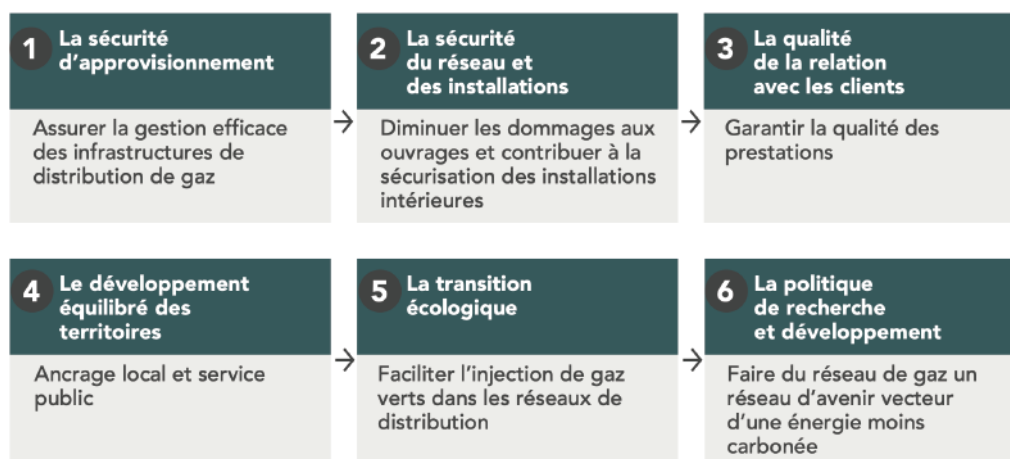 1
La sécurité
d'approvisionnement
Assurer la gestion efficace
des infrastructures de
distribution de gaz
→
2
La sécurité
du réseau et
des installations
Diminuer les dommages aux
ouvrages et contribuer à la
sécurisation des installations
intérieures
→
3
La qualité
de la relation
avec les clients
Garantir la qualité des
prestations
4
Le développement
équilibré des
territoires
Ancrage local et service
public
→
5
La transition
écologique
Faciliter l'injection de gaz
verts dans les réseaux de
distribution
→
6
La politique
de recherche
et développement
Faire du réseau de gaz un
réseau d'avenir vecteur
d'une énergie moins
carbonée